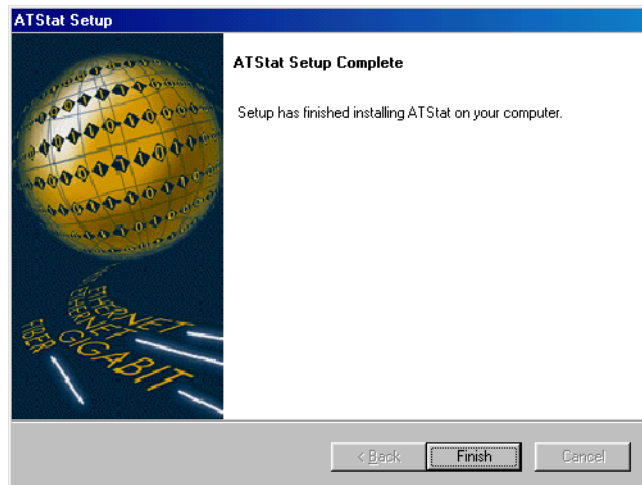 ATStat Setup
ATStat Setup Complete
Setup has finished installing ATStat on your computer.
ETHERNET
ETHERNET
FIBER
GIGABIT
< Back
Finish
Cancel